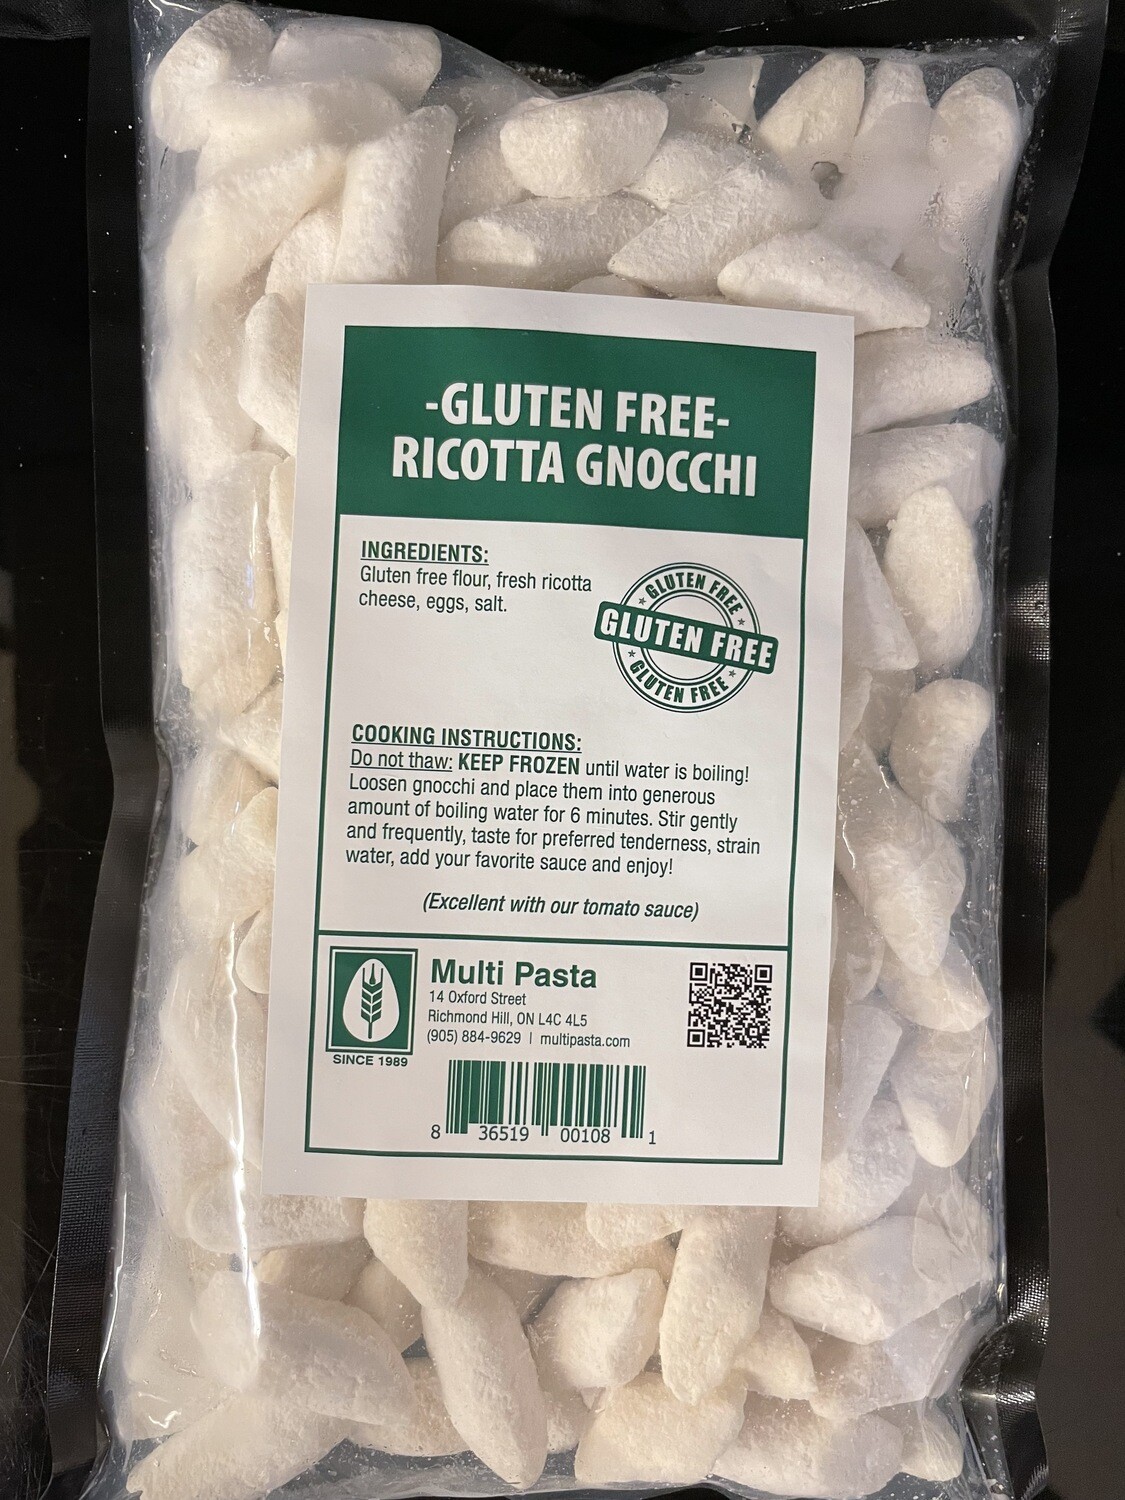 -GLUTEN FREE-
RICOTTA GNOCCHI
INGREDIENTS:
Gluten free flour, fresh ricotta
cheese, eggs, salt.
GLUTEN FREE
GLUTEN FREE
GLUTEN FREE
COOKING INSTRUCTIONS:
Do not thaw: KEEP FROZEN until water is boiling!
Loosen gnocchi and place them into generous
amount of boiling water for 6 minutes. Stir gently
and frequently, taste for preferred tenderness, strain
water, add your favorite sauce and enjoy!
(Excellent with our tomato sauce)
Multi Pasta
14 Oxford Street
Richmond Hill, ON L4C 4L5
(905) 884-9629 | multipasta.com
SINCE 1989
8 36519 00108 1